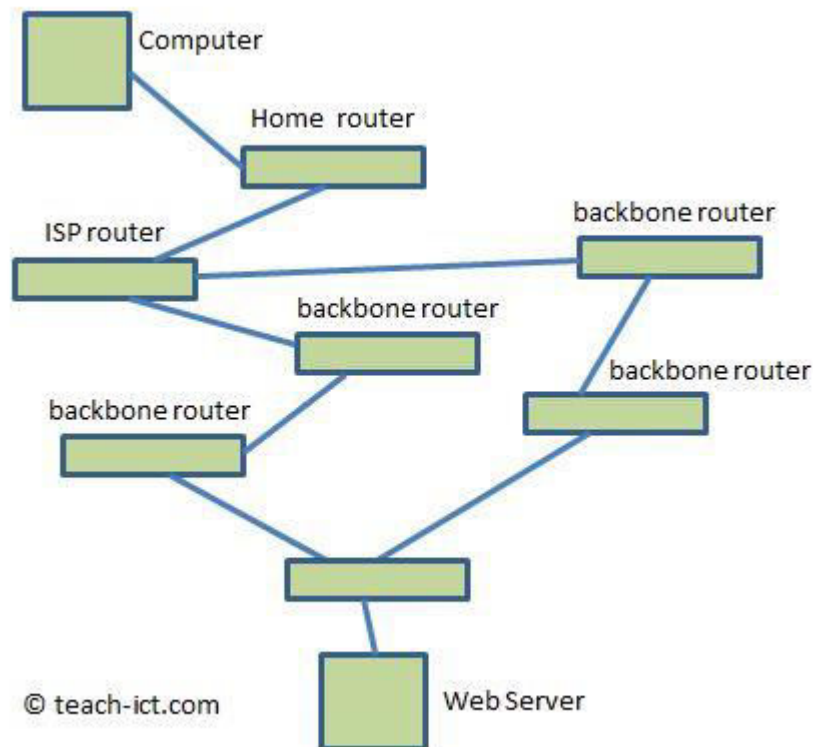 Computer
Home router
backbone router
ISP router
backbone router
backbone router
backbone router
Web Server
© teach-ict.com